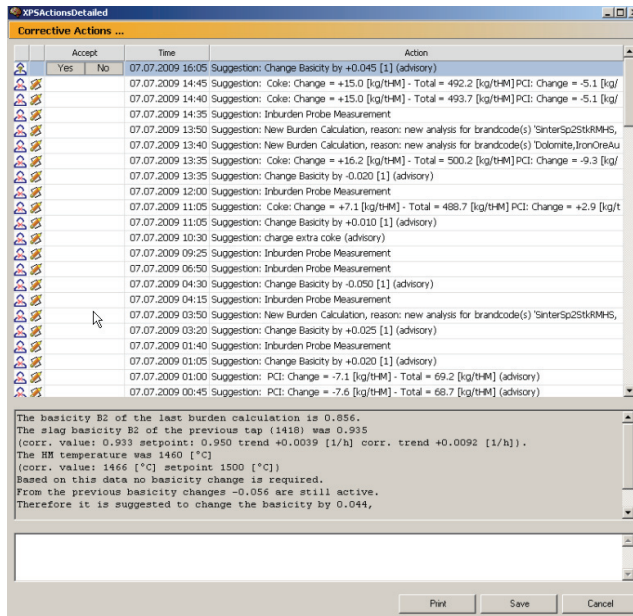 XPSActionsDetailed
Corrective Actions ...
Accept Time Action
Yes No 07.07.2009 16:05 Suggestion: Change Basicity by +0.045 [1] (advisory)
07.07.2009 14:45 Suggestion: Coke: Change = +15.0 [kg/tHM] - Total = 492.2 [kg/tHM] PCI: Change = -5.1 [kg/
07.07.2009 14:40 Suggestion: Coke: Change = +15.0 [kg/tHM] - Total = 493.7 [kg/tHM] PCI: Change = -5.1 [kg/
07.07.2009 14:35 Suggestion: Inburden Probe Measurement
07.07.2009 13:50 Suggestion: New Burden Calculation, reason: new analysis for brandcode(s) 'SinterSp2StkRMHS,
07.07.2009 13:40 Suggestion: New Burden Calculation, reason: new analysis for brandcode(s) 'Dolomite,IronOreAu
07.07.2009 13:35 Suggestion: Coke: Change = +16.2 [kg/tHM] - Total = 500.2 [kg/tHM] PCI: Change = -9.3 [kg/
07.07.2009 13:35 Suggestion: Change Basicity by -0.020 [1] (advisory)
07.07.2009 12:00 Suggestion: Inburden Probe Measurement
07.07.2009 11:05 Suggestion: Coke: Change = +7.1 [kg/tHM] - Total = 488.7 [kg/tHM] PCI: Change = +2.9 [kg/t
07.07.2009 11:05 Suggestion: Change Basicity by +0.010 [1] (advisory)
07.07.2009 10:30 Suggestion: charge extra coke (advisory)
07.07.2009 09:25 Suggestion: Inburden Probe Measurement
07.07.2009 06:50 Suggestion: Inburden Probe Measurement
07.07.2009 04:30 Suggestion: Change Basicity by -0.050 [1] (advisory)
07.07.2009 04:15 Suggestion: Inburden Probe Measurement
07.07.2009 03:50 Suggestion: New Burden Calculation, reason: new analysis for brandcode(s) 'SinterSp2StkRMHS,
07.07.2009 03:20 Suggestion: Change Basicity by +0.025 [1] (advisory)
07.07.2009 01:40 Suggestion: Inburden Probe Measurement
07.07.2009 01:05 Suggestion: Change Basicity by +0.020 [1] (advisory)
07.07.2009 01:00 Suggestion: PCI: Change = -7.1 [kg/tHM] - Total = 69.2 [kg/tHM] (advisory)
07.07.2009 00:45 Suggestion: PCI: Change = -7.6 [kg/tHM] - Total = 68.7 [kg/tHM] (advisory)
The basicity B2 of the last burden calculation is 0.856.
The slag basicity B2 of the previous tap (1418) was 0.935
(corr. value: 0.933 setpoint: 0.950 trend +0.0039 [1/h] corr. trend +0.0092 [1/h]).
The HM temperature was 1460 [°C]
(corr. value: 1466 [°C] setpoint 1500 [°C])
Based on this data no basicity change is required.
From the previous basicity changes -0.056 are still active.
Therefore it is suggested to change the basicity by 0.044,
Print Save Cancel